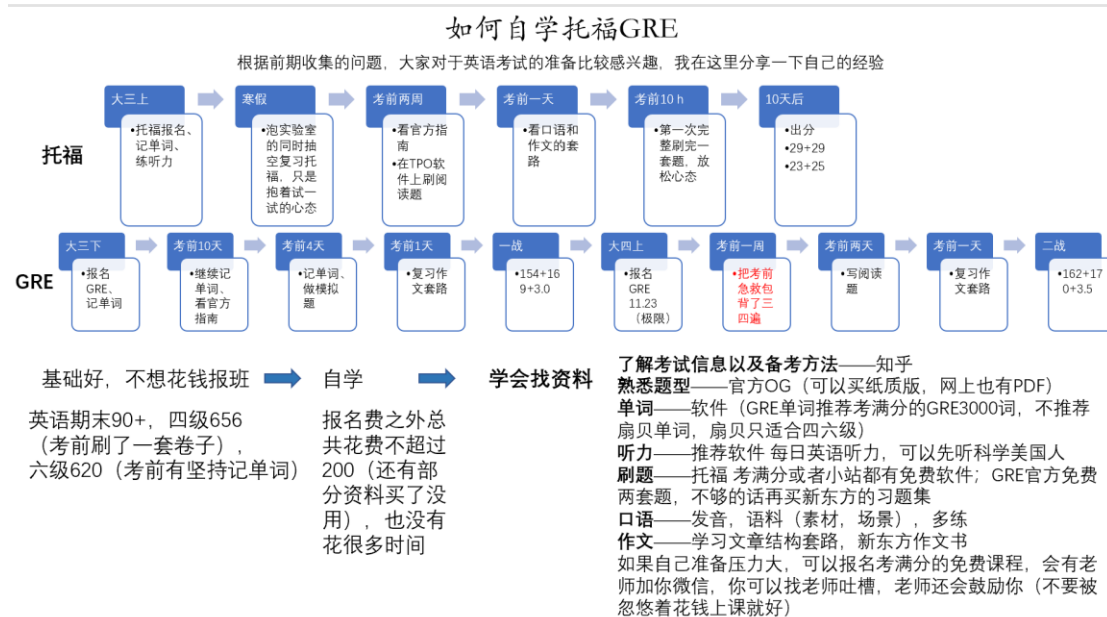 如何自学托福GRE
根据前期收集的问题，大家对于英语考试的准备比较感兴趣，我在这里分享一下自己的经验
托福
大三上
•托福报名、
记单词、
练听力
寒假
•泡实验室
的同时抽
空复习托
福，只是
抱着试一
试的心态
考前两周
•看官方指
南
•在TPO软
件上刷阅
读题
考前一天
•看口语和
作文的套
路
考前10 h
•第一次完
整刷完一
套题，放
松心态
10天后
•出分
•29+29
•23+25
GRE
大三下
•报名
GRE、
记单词
考前10天
•继续记
单词、
看官方
指南
考前4天
•记单词、
做模拟
题
考前1天
•复习作
文套路
一战
•154+16
9+3.0
大四上
•报名
GRE
11.23
（极限）
考前一周
•把考前
急救包
背了三
四遍
考前两天
•写阅读
题
考前一天
•复习作
文套路
二战
•162+17
0+3.5
基础好，不想花钱报班
英语期末90+，四级656
（考前刷了一套卷子），
六级620（考前有坚持记单词）
自学
报名费之外总
共花费不超过
200（还有部
分资料买了没
用），也没有
花很多时间
学会找资料
了解考试信息以及备考方法——知乎
熟悉题型——官方OG（可以买纸质版，网上也有PDF）
单词——软件（GRE单词推荐考满分的GRE3000词，不推荐
扇贝单词，扇贝只适合四六级）
听力——推荐软件 每日英语听力，可以先听科学美国人
刷题——托福 考满分或者小站都有免费软件；GRE官方免费
两套题，不够的话再买新东方的习题集
口语——发音，语料（素材，场景），多练
作文——学习文章结构套路，新东方作文书
如果自己准备压力大，可以报名考满分的免费课程，会有老
师加你微信，你可以找老师吐槽，老师还会鼓励你（不要被
忽悠着花钱上课就好）